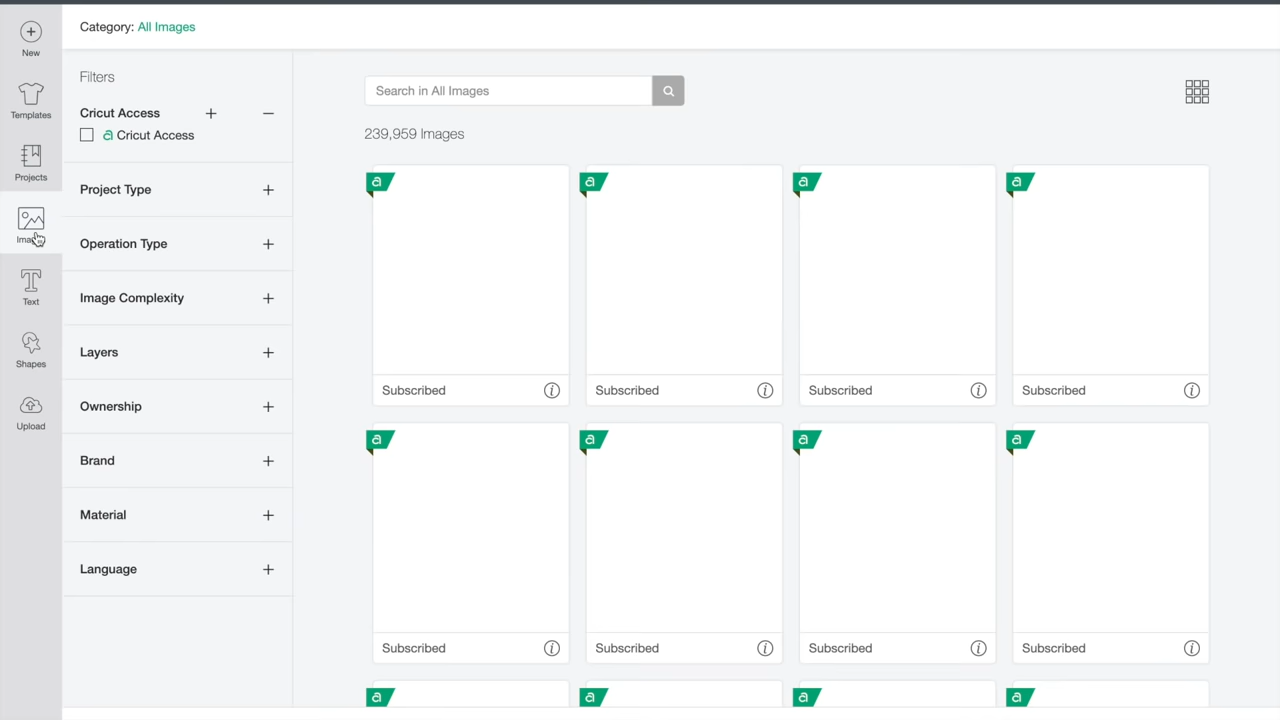 Category: All Images
New
Templates
Projects
Text
Shapes
Upload
Filters
Cricut Access
a Cricut Access
Project Type
Operation Type
Image Complexity
Layers
Ownership
Brand
Material
Language
Search in All Images
239,959 Images
a a a a
Subscribed i Subscribed i Subscribed i Subscribed i
a a a a
Subscribed i Subscribed i Subscribed i Subscribed i
a a a a